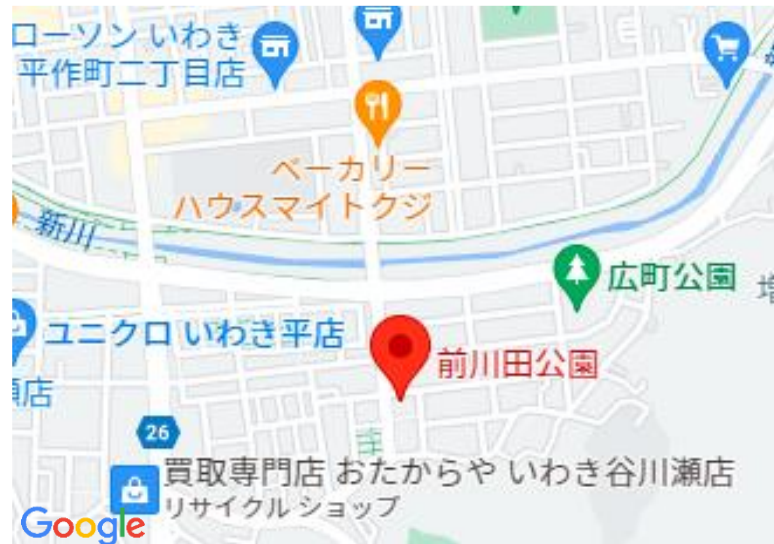 ローソン いわき
平作町二丁目店
ベーカリー
ハウスマイトクジ
新川
広町公園
増
ユニクロ いわき平店
前川田公園
店
26
買取専門店 おたからや いわき谷川瀬店
リサイクル ショップ
Google